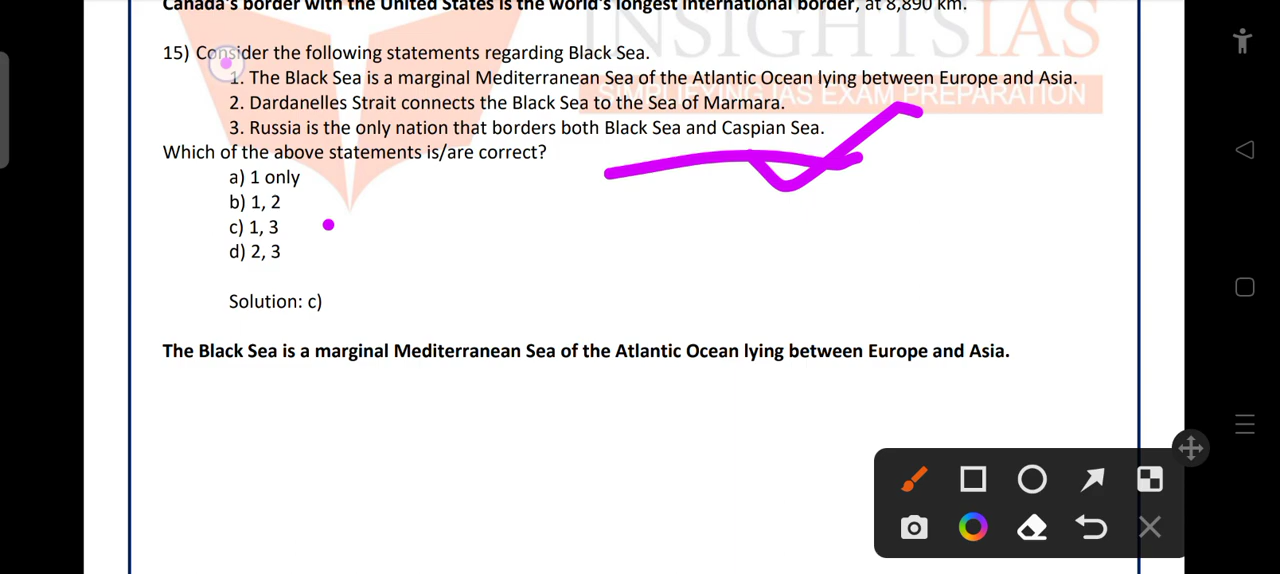 Canada's border with the United States is the world's longest international border, at 8,890 km.
INSIGHTSIAS
SIMPLIFYING IAS EXAM PREPARATION
15) Consider the following statements regarding Black Sea.
1. The Black Sea is a marginal Mediterranean Sea of the Atlantic Ocean lying between Europe and Asia.
2. Dardanelles Strait connects the Black Sea to the Sea of Marmara.
3. Russia is the only nation that borders both Black Sea and Caspian Sea.
Which of the above statements is/are correct?
a) 1 only
b) 1, 2
c) 1, 3
d) 2, 3
Solution: c)
The Black Sea is a marginal Mediterranean Sea of the Atlantic Ocean lying between Europe and Asia.